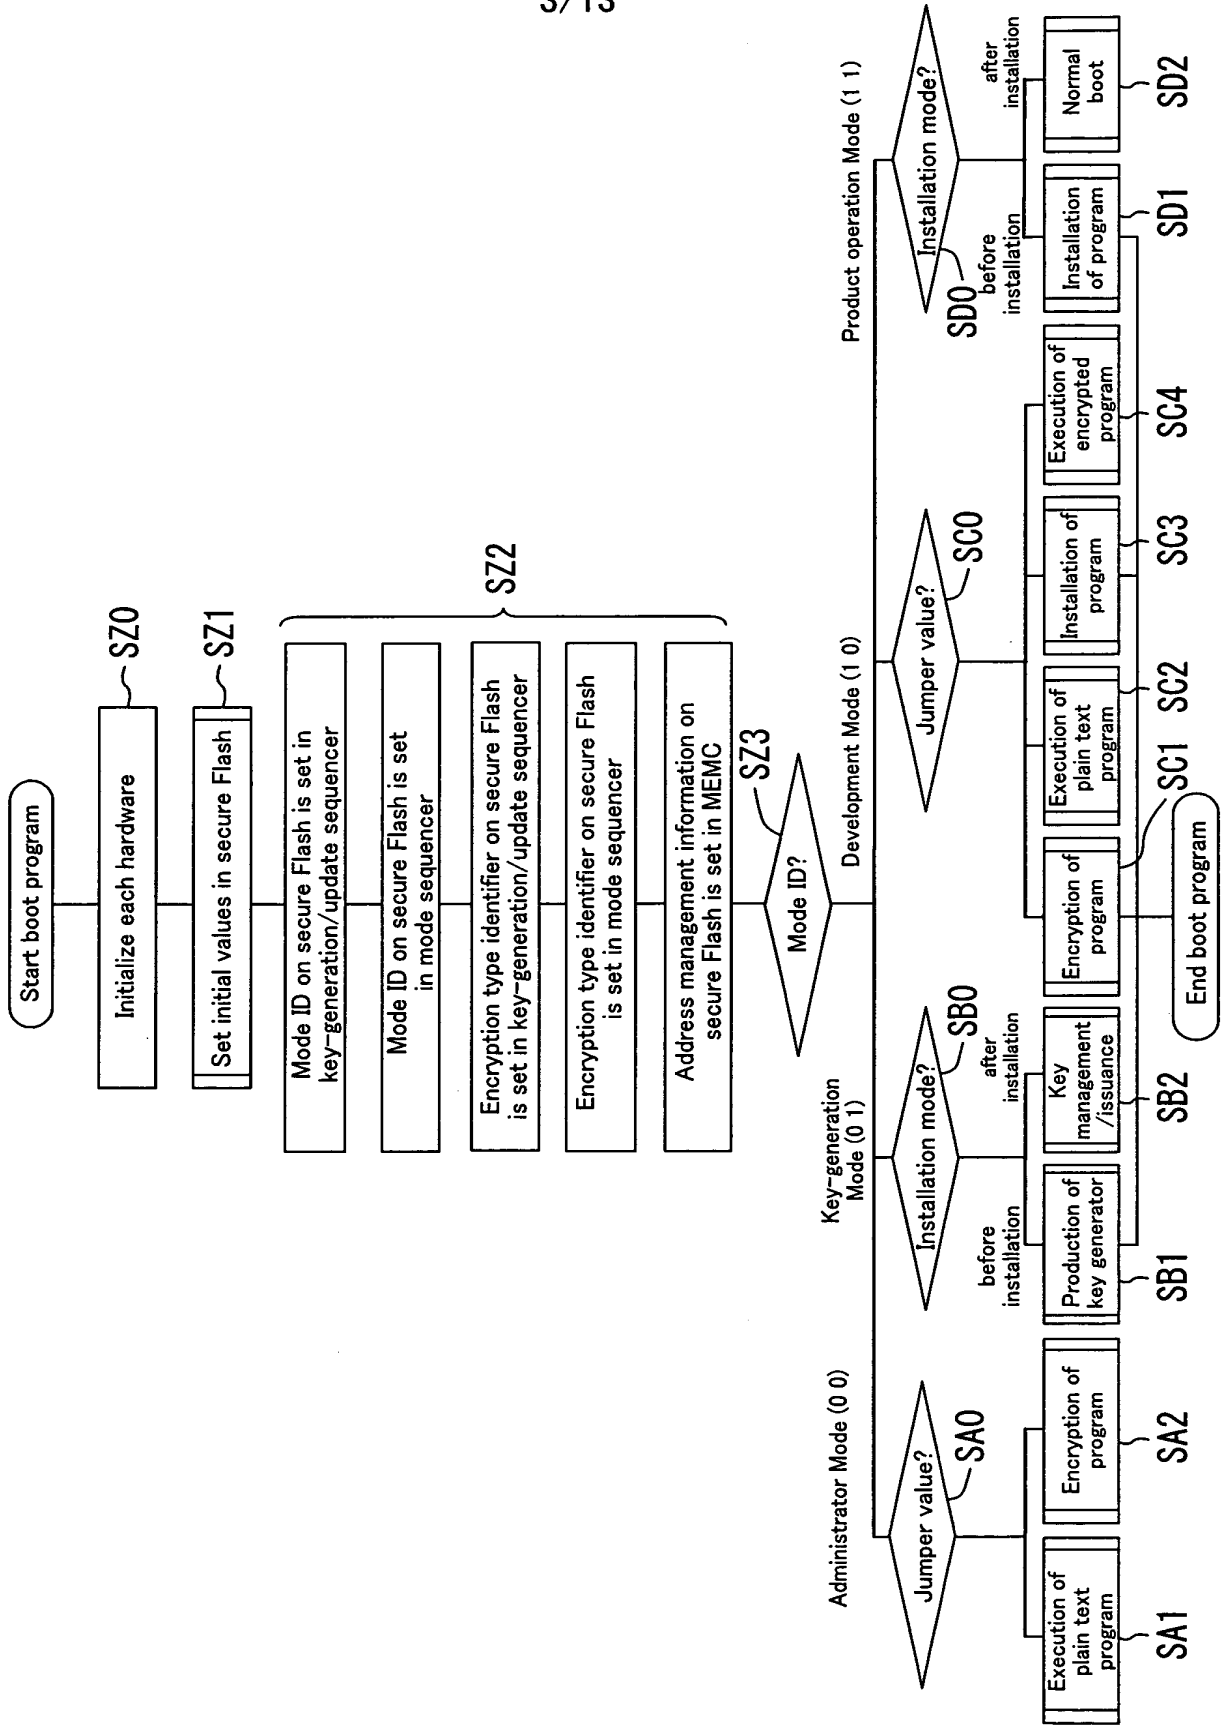 3/13
Start boot program
Initialize each hardware
SZ0
Set initial values in secure Flash
SZ1
Mode ID on secure Flash is set in
key-generation/update sequencer
Mode ID on secure Flash is set
in mode sequencer
Encryption type identifier on secure Flash
is set in key-generation/update sequencer
Encryption type identifier on secure Flash
is set in mode sequencer
Address management information on
secure Flash is set in MEMC
SZ2
Mode ID?
SZ3
Administrator Mode (0 0)
Key-generation
Mode (0 1)
Development Mode (1 0)
Product operation Mode (1 1)
Jumper value?
SA0
Installation mode?
SB0
Jumper value?
SC0
Installation mode?
SD0
before
installation
after
installation
before
installation
after
installation
Execution of
plain text
program
SA1
Encryption of
program
SA2
Production of
key generator
SB1
Key
management
/issuance
SB2
Encryption of
program
SC1
Execution of
plain text
program
SC2
Installation of
program
SC3
Execution of
encrypted
program
SC4
Installation
of program
SD1
Normal
boot
SD2
End boot program